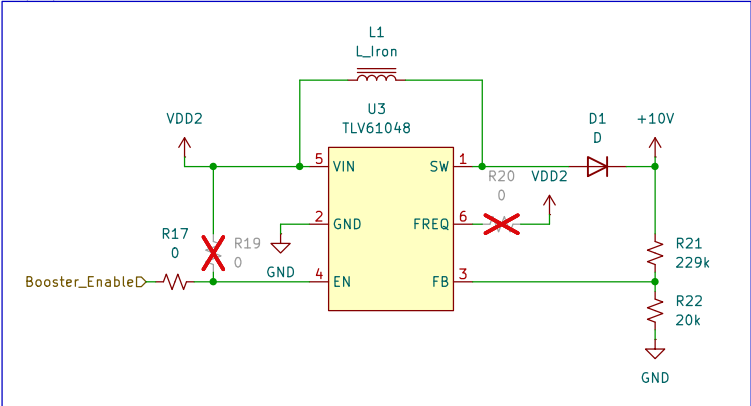 L1
L_Iron
U3
TLV61048
VDD2
D1
D
+10V
5
VIN
SW
1
R20
0
VDD2
2
GND
FREQ
6
R17
0
R19
0
GND
R21
229k
Booster_Enable
4
EN
FB
3
R22
20k
GND